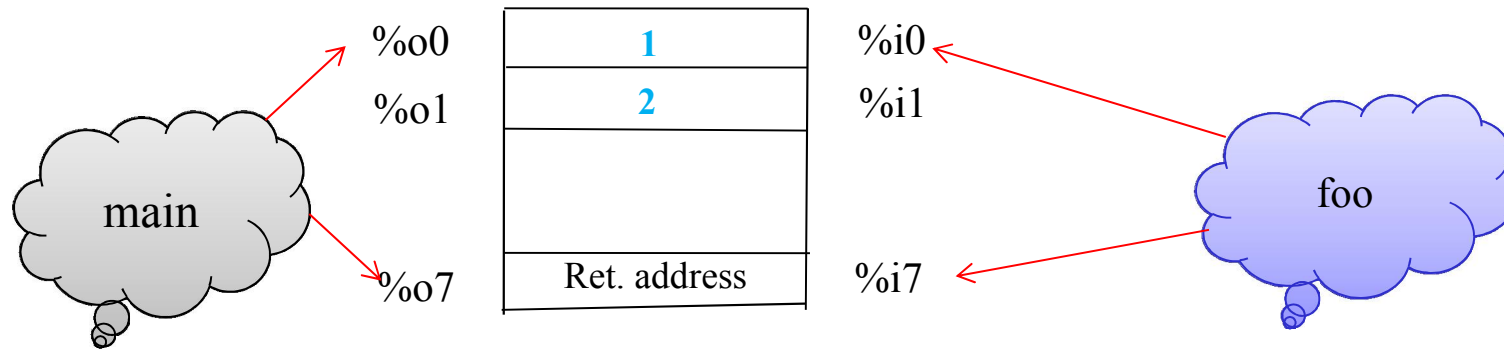 %o0 1 %i0
%o1 2 %i1
main foo
%o7 Ret. address %i7